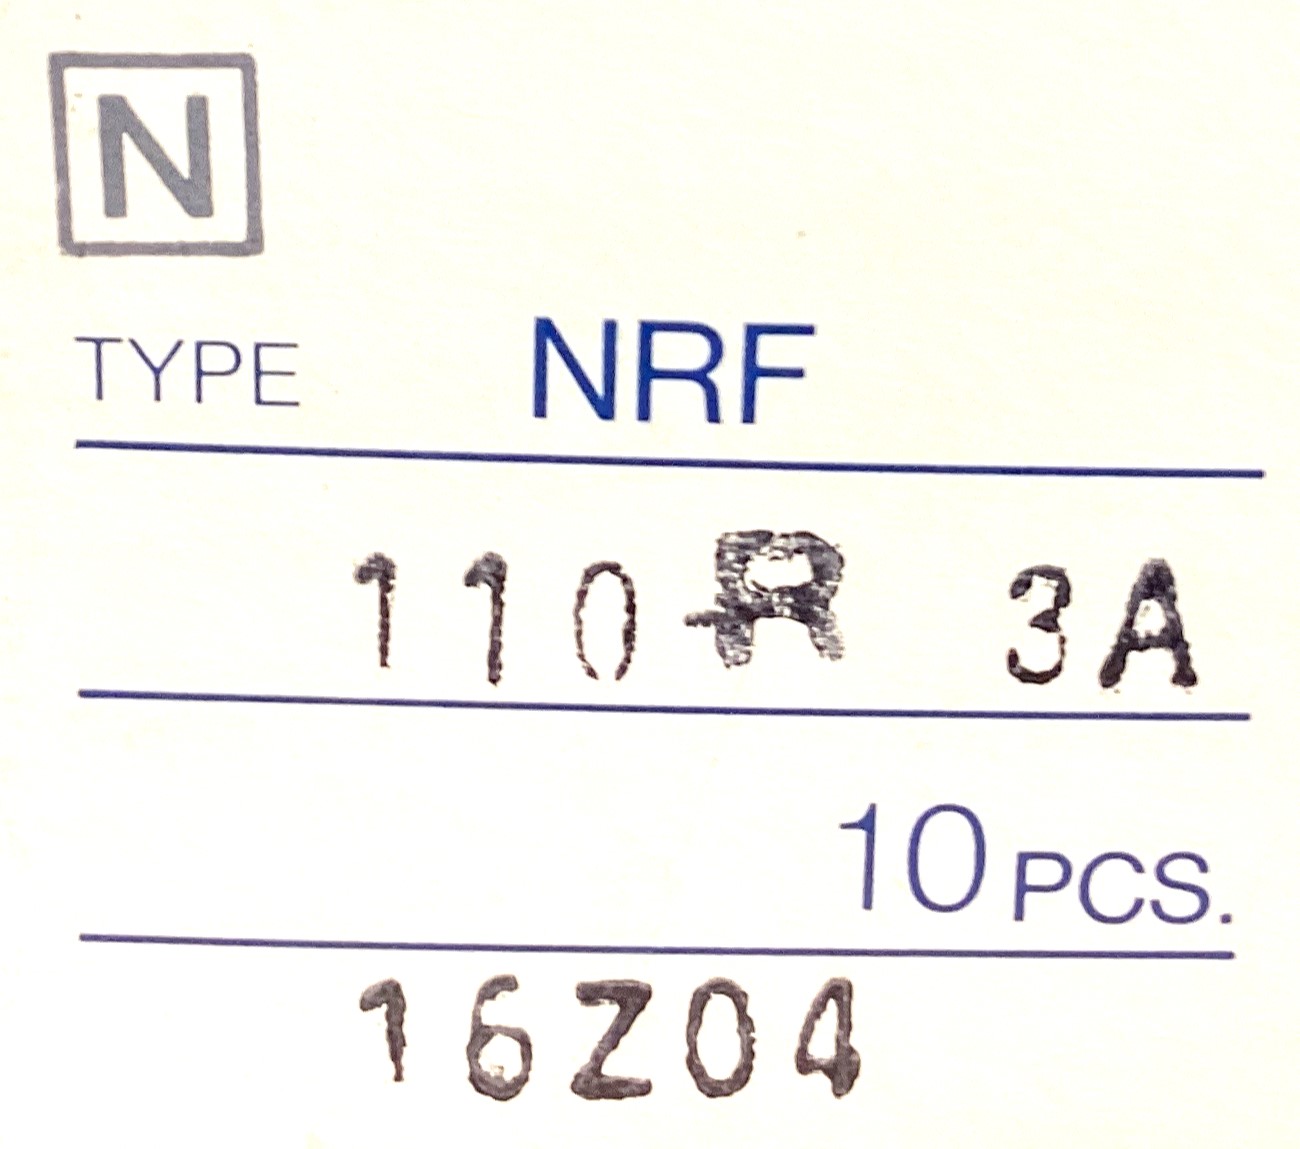 N
TYPE NRF
110R 3A
10 PCS.
16Z04